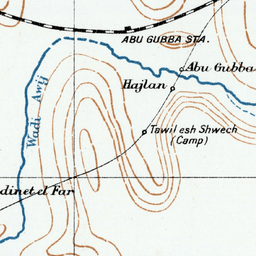 ABU GUBBA STA.
Abu Gubba
Hajlan
Wadi Awij
Tawil esh Shwech
(Camp)
dinet el Far